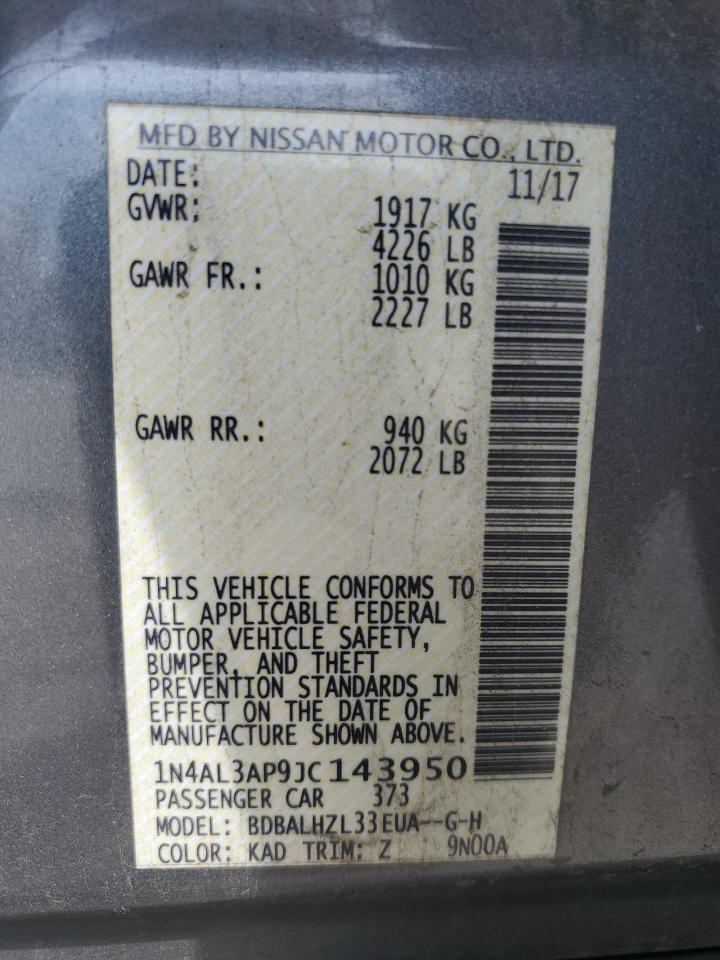 MFD BY NISSAN MOTOR CO., LTD.
DATE: 11/17
GVWR: 1917 KG
4226 LB
GAWR FR.: 1010 KG
2227 LB
GAWR RR.: 940 KG
2072 LB
THIS VEHICLE CONFORMS TO
ALL APPLICABLE FEDERAL
MOTOR VEHICLE SAFETY,
BUMPER, AND THEFT
PREVENTION STANDARDS IN
EFFECT ON THE DATE OF
MANUFACTURE SHOWN ABOVE.
1N4AL3AP9JC143950
PASSENGER CAR 373
MODEL: BDBALHZL33EUA--G-H
COLOR: KAD TRIM: Z 9N00A